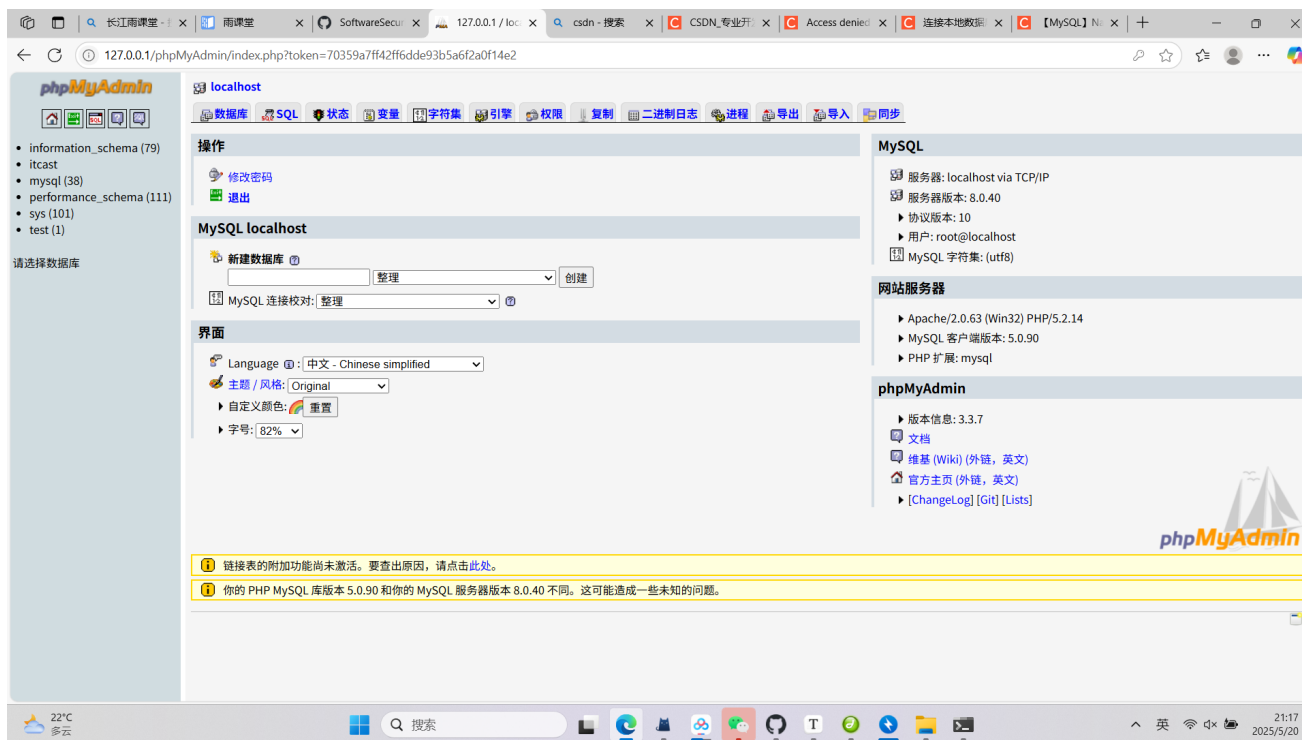 长江雨课堂 -
雨课堂
SoftwareSecur
127.0.0.1 / loc
csdn - 搜索
CSDN_专业开
Access denied
连接本地数据
【MySQL】Na
127.0.0.1/phpMyAdmin/index.php?token=70359a7ff42ff6dde93b5a6f2a0f14e2
phpMyAdmin
information_schema (79)
itcast
mysql (38)
performance_schema (111)
sys (101)
test (1)
请选择数据库
localhost
数据库 SQL 状态 变量 字符集 引擎 权限 复制 二进制日志 进程 导出 导入 同步
操作
修改密码
退出
MySQL localhost
新建数据库
整理 创建
MySQL 连接校对: 整理
界面
Language : 中文 - Chinese simplified
主题 / 风格: Original
自定义颜色: 重置
字号: 82%
MySQL
服务器: localhost via TCP/IP
服务器版本: 8.0.40
协议版本: 10
用户: root@localhost
MySQL 字符集: (utf8)
网站服务器
Apache/2.0.63 (Win32) PHP/5.2.14
MySQL 客户端版本: 5.0.90
PHP 扩展: mysql
phpMyAdmin
版本信息: 3.3.7
文档
维基 (Wiki) (外链，英文)
官方主页 (外链，英文)
[ChangeLog] [Git] [Lists]
phpMyAdmin
链接表的附加功能尚未激活。要查出原因，请点击此处。
你的 PHP MySQL 库版本 5.0.90 和你的 MySQL 服务器版本 8.0.40 不同。这可能造成一些未知的问题。
22°C
多云
搜索
英
21:17
2025/5/20